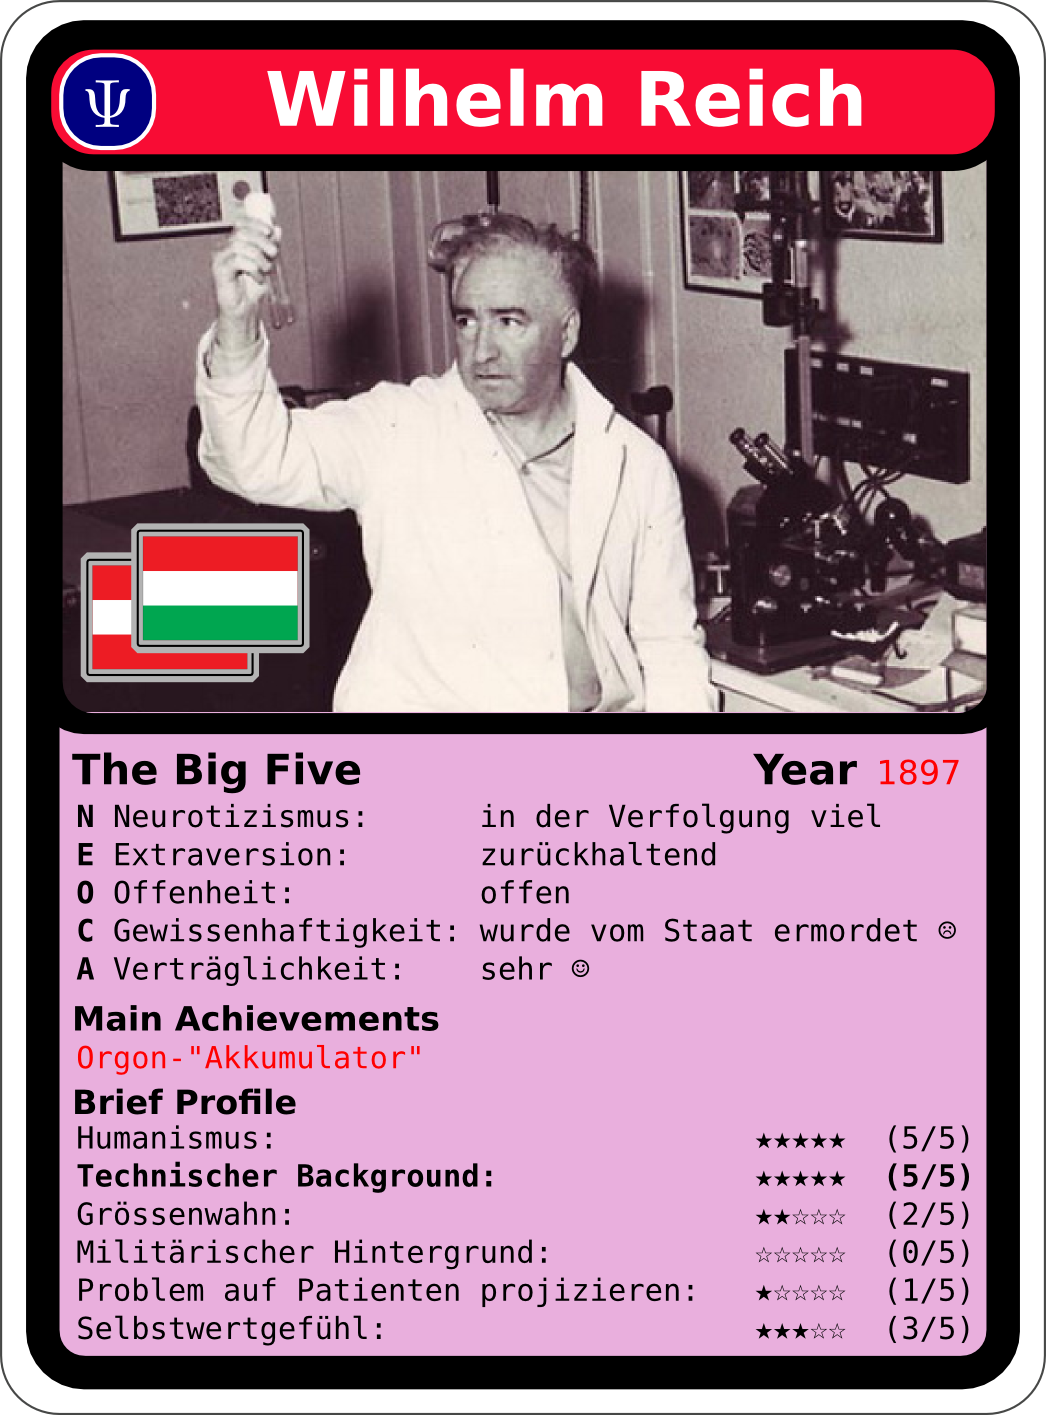 Ψ Wilhelm Reich
The Big Five Year 1897
N Neurotizismus: in der Verfolgung viel
E Extraversion: zurückhaltend
O Offenheit: offen
C Gewissenhaftigkeit: wurde vom Staat ermordet ☹
A Verträglichkeit: sehr ☺
Main Achievements
Orgon-"Akkumulator"
Brief Profile
Humanismus: ★★★★★ (5/5)
Technischer Background: ★★★★★ (5/5)
Grössenwahn: ★★☆☆☆ (2/5)
Militärischer Hintergrund: ☆☆☆☆☆ (0/5)
Problem auf Patienten projizieren: ★☆☆☆☆ (1/5)
Selbstwertgefühl: ★★★☆☆ (3/5)